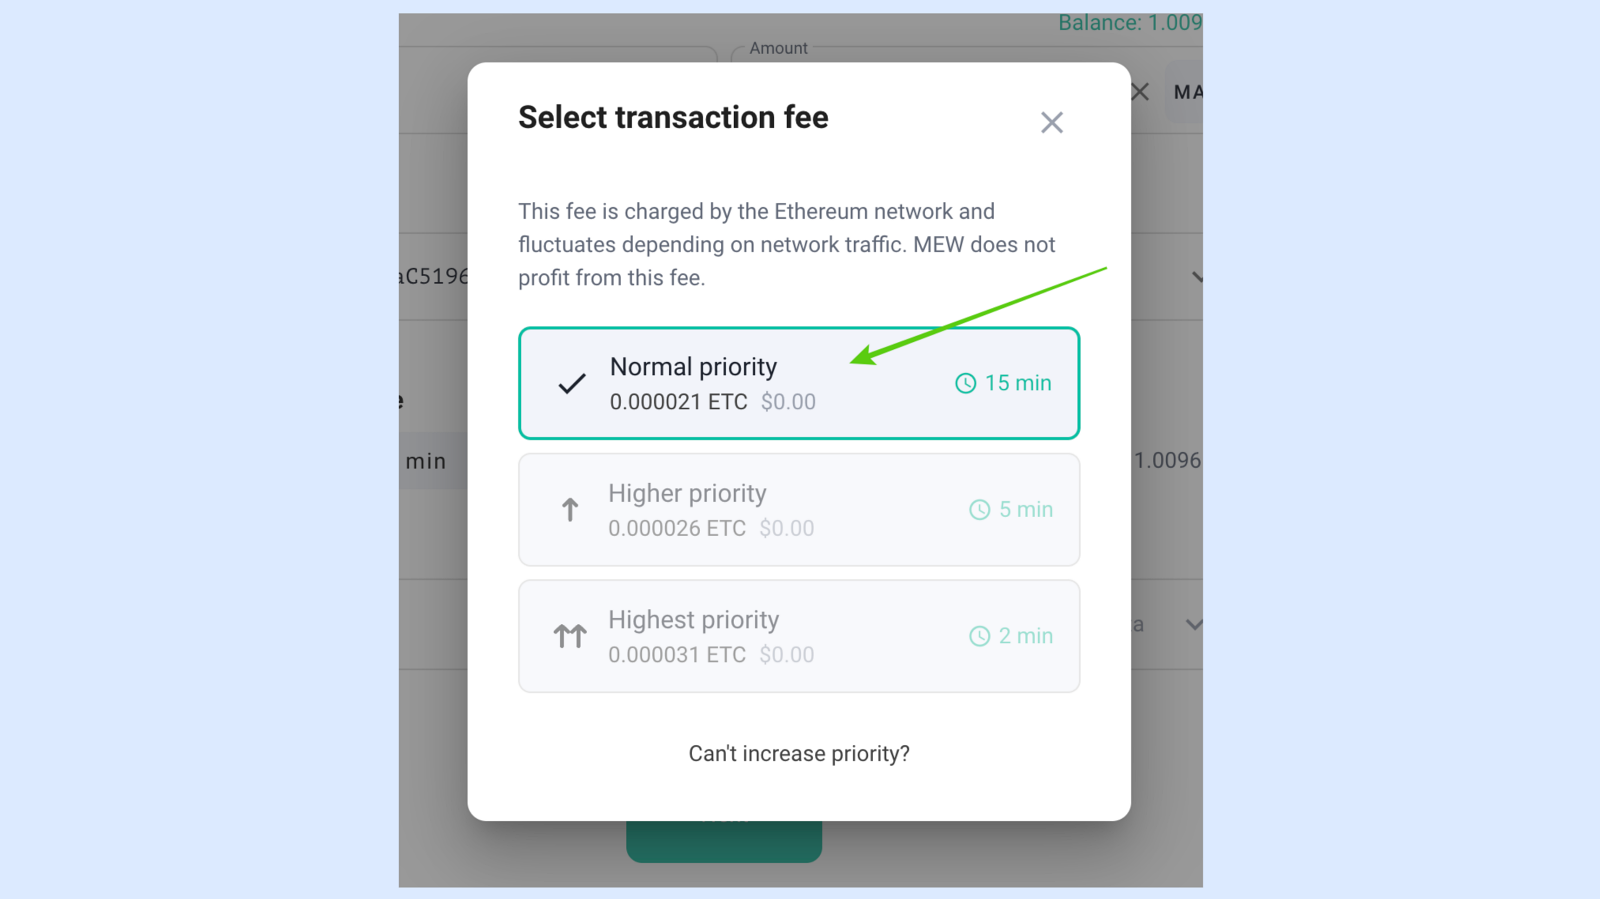 Balance: 1.009
Amount
MA
Select transaction fee
This fee is charged by the Ethereum network and
fluctuates depending on network traffic. MEW does not
profit from this fee.
aC5196
Normal priority
0.000021 ETC $0.00
15 min
min
1.0096
Higher priority
0.000026 ETC $0.00
5 min
Highest priority
0.000031 ETC $0.00
2 min
a
Can't increase priority?